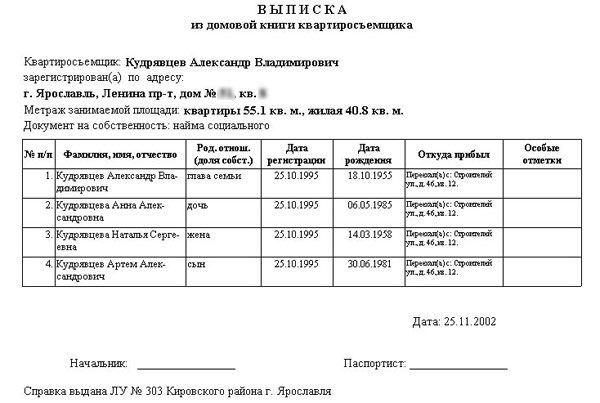 ВЫПИСКА
из домовой книги квартиросъемщика
Квартиросъемщик: Кудрявцев Александр Владимирович
зарегистрирован(а) по адресу:
г. Ярославль, Ленина пр-т, дом № , кв.
Метраж занимаемой площади: квартиры 55.1 кв. м., жилая 40.8 кв. м.
Документ на собственность: найма социального
№ п/п Фамилия, имя, отчество Род. отнош. (доля собст.) Дата регистрации Дата рождения Откуда прибыл Особые отметки
1. Кудрявцев Александр Вла- глава семьи 25.10.1995 18.10.1955 Переехал(а) с: Строителей
димирович ул., д. 46, кв. 12.
2. Кудрявцева Анна Алек- дочь 25.10.1995 06.05.1985 Переехал(а) с: Строителей
сандровна ул., д. 46, кв. 12.
3. Кудрявцева Наталья Серге- жена 25.10.1995 14.03.1958 Переехал(а) с: Строителей
евна ул., д. 46, кв. 12.
4. Кудрявцев Артем Алек- сын 25.10.1995 30.06.1981 Переехал(а) с: Строителей
сандрович ул., д. 46, кв. 12.
Дата: 25.11.2002
Начальник: Паспортист:
Справка выдана ЛУ № 303 Кировского района г. Ярославля